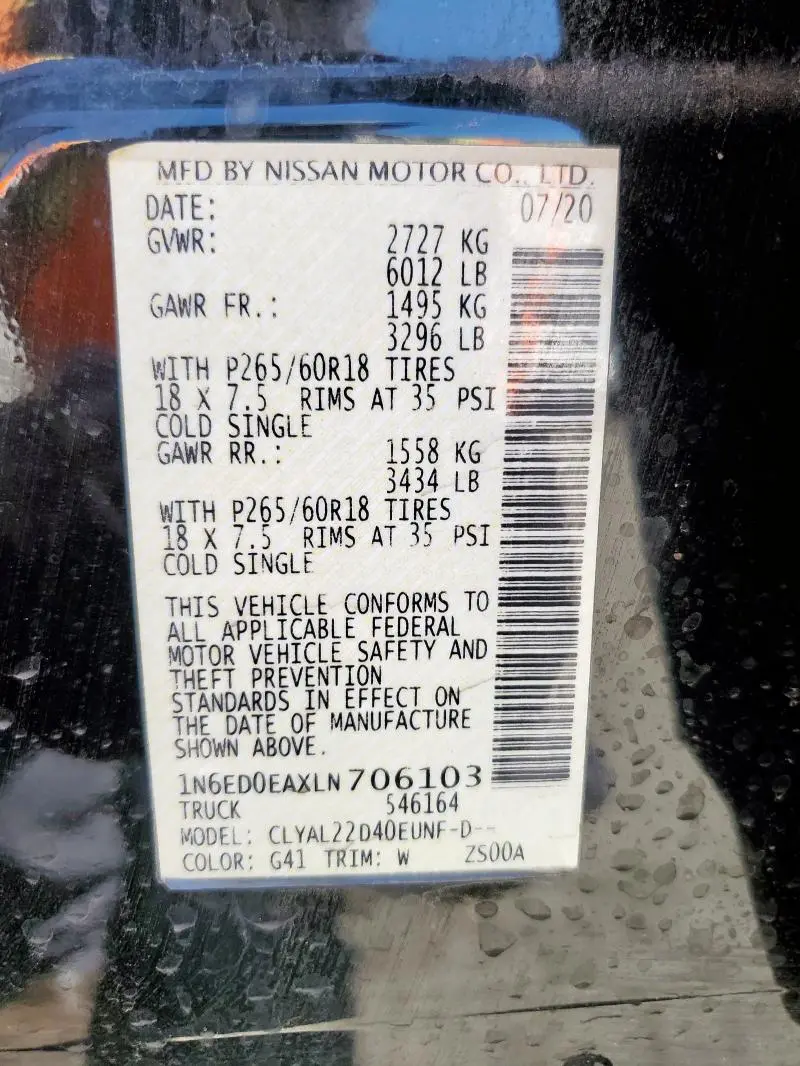 MFD BY NISSAN MOTOR CO., LTD.
DATE: 07/20
GVWR: 2727 KG
6012 LB
GAWR FR.: 1495 KG
3296 LB
WITH P265/60R18 TIRES
18 X 7.5 RIMS AT 35 PSI
COLD SINGLE
GAWR RR.: 1558 KG
3434 LB
WITH P265/60R18 TIRES
18 X 7.5 RIMS AT 35 PSI
COLD SINGLE
THIS VEHICLE CONFORMS TO
ALL APPLICABLE FEDERAL
MOTOR VEHICLE SAFETY AND
THEFT PREVENTION
STANDARDS IN EFFECT ON
THE DATE OF MANUFACTURE
SHOWN ABOVE.
1N6ED0EAXLN706103
TRUCK 546164
MODEL: CLYAL22D40EUNF-D--
COLOR: G41 TRIM: W ZS00A